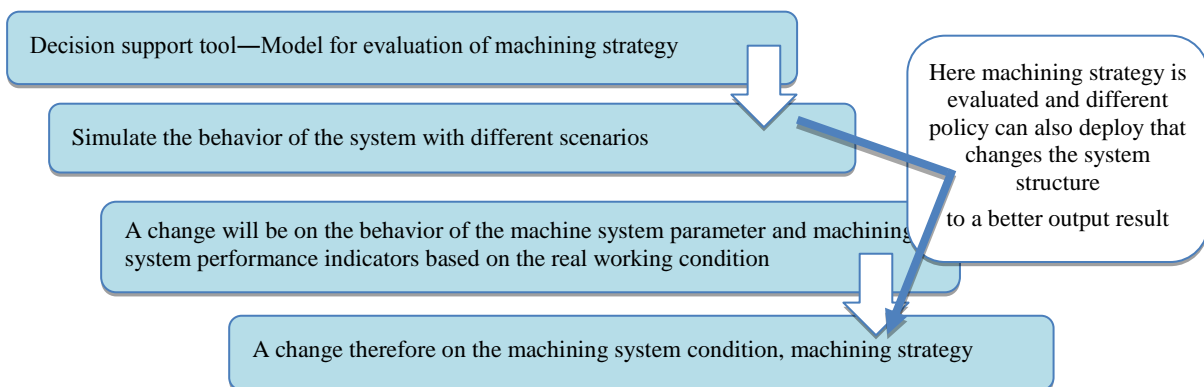 Decision support tool—Model for evaluation of machining strategy
Simulate the behavior of the system with different scenarios
A change will be on the behavior of the machine system parameter and machining
system performance indicators based on the real working condition
A change therefore on the machining system condition, machining strategy
Here machining strategy is
evaluated and different
policy can also deploy that
changes the system
structure
to a better output result